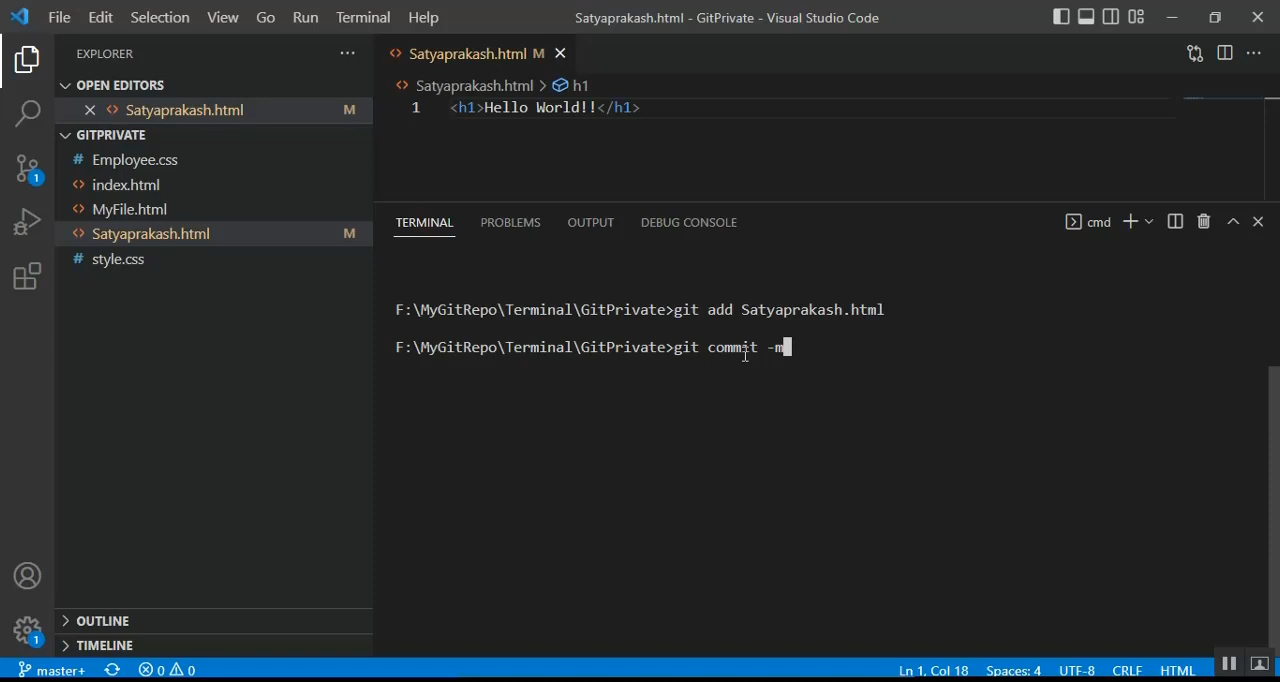 File Edit Selection View Go Run Terminal Help
Satyaprakash.html - GitPrivate - Visual Studio Code
EXPLORER
OPEN EDITORS
Satyaprakash.html M
GITPRIVATE
Employee.css
index.html
MyFile.html
Satyaprakash.html M
style.css
OUTLINE
TIMELINE
Satyaprakash.html M
Satyaprakash.html > h1
1 <h1>Hello World!!</h1>
TERMINAL PROBLEMS OUTPUT DEBUG CONSOLE
cmd
F:\MyGitRepo\Terminal\GitPrivate>git add Satyaprakash.html
F:\MyGitRepo\Terminal\GitPrivate>git commit -m
1
1
master+ 0 0 Ln 1, Col 18 Spaces: 4 UTF-8 CRLF HTML